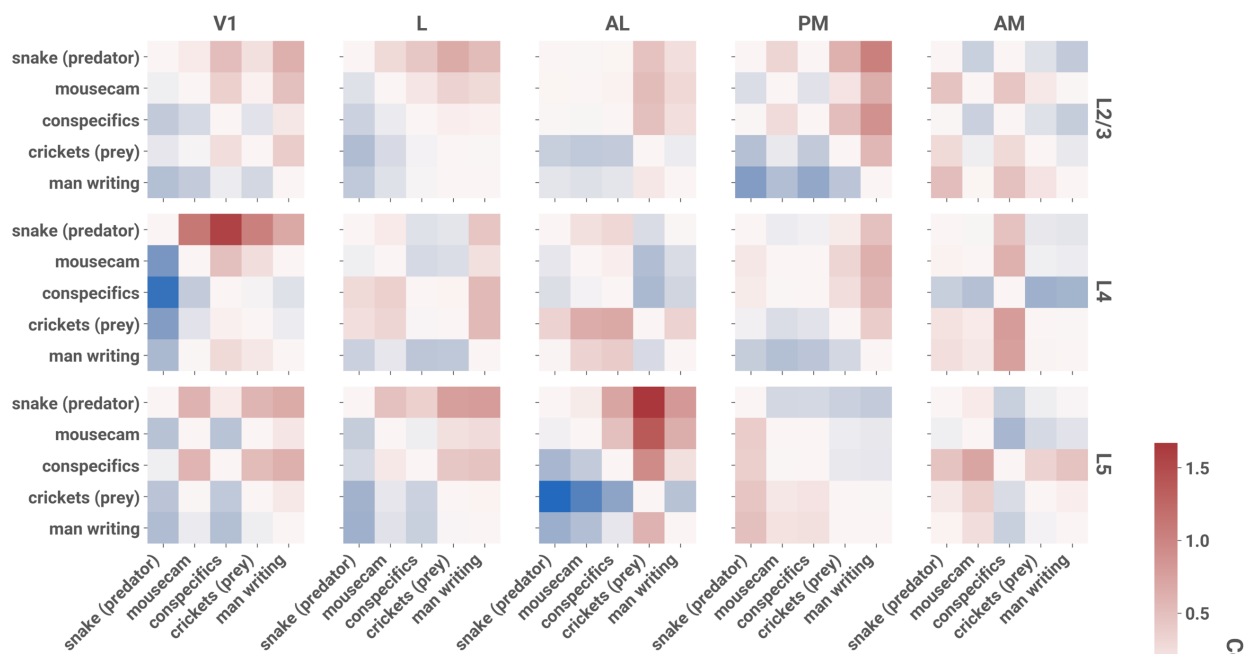 V1 L AL PM AM
snake (predator)
mousecam
conspecifics
crickets (prey)
man writing
L2/3
snake (predator)
mousecam
conspecifics
crickets (prey)
man writing
L4
snake (predator)
mousecam
conspecifics
crickets (prey)
man writing
L5
snake (predator) mousecam conspecifics crickets (prey) man writing
snake (predator) mousecam conspecifics crickets (prey) man writing
snake (predator) mousecam conspecifics crickets (prey) man writing
snake (predator) mousecam conspecifics crickets (prey) man writing
snake (predator) mousecam conspecifics crickets (prey) man writing
1.5
1.0
0.5